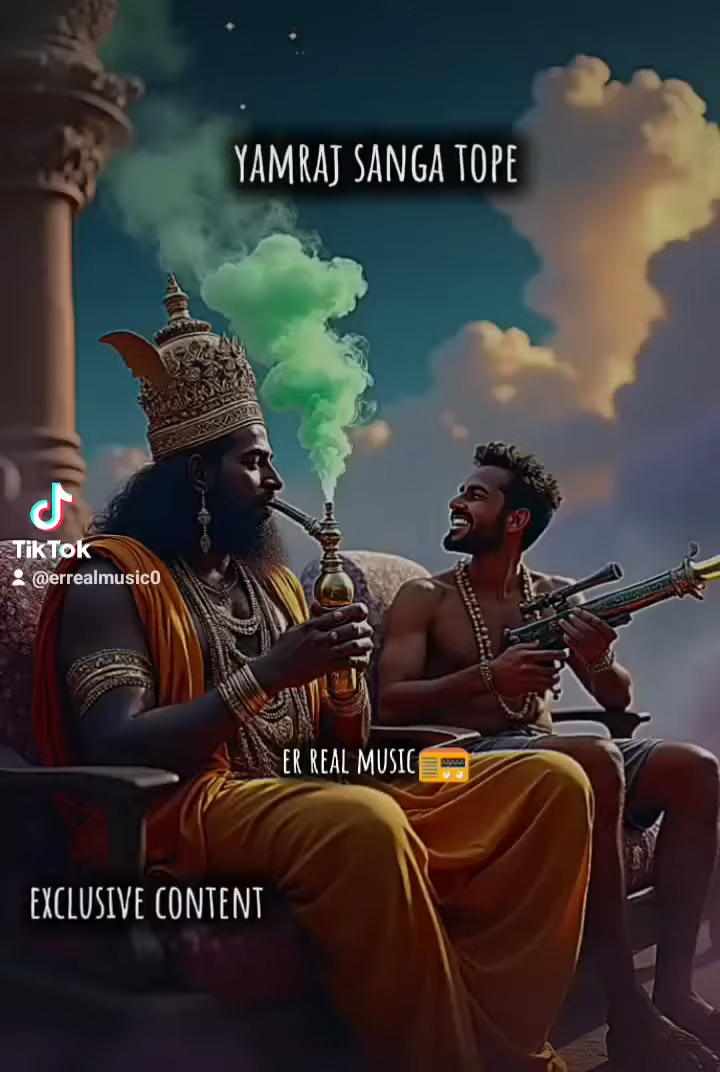 YAMRAJ SANGA TOPE
TikTok
@errealmusic0
ER REAL MUSIC📻
EXCLUSIVE CONTENT